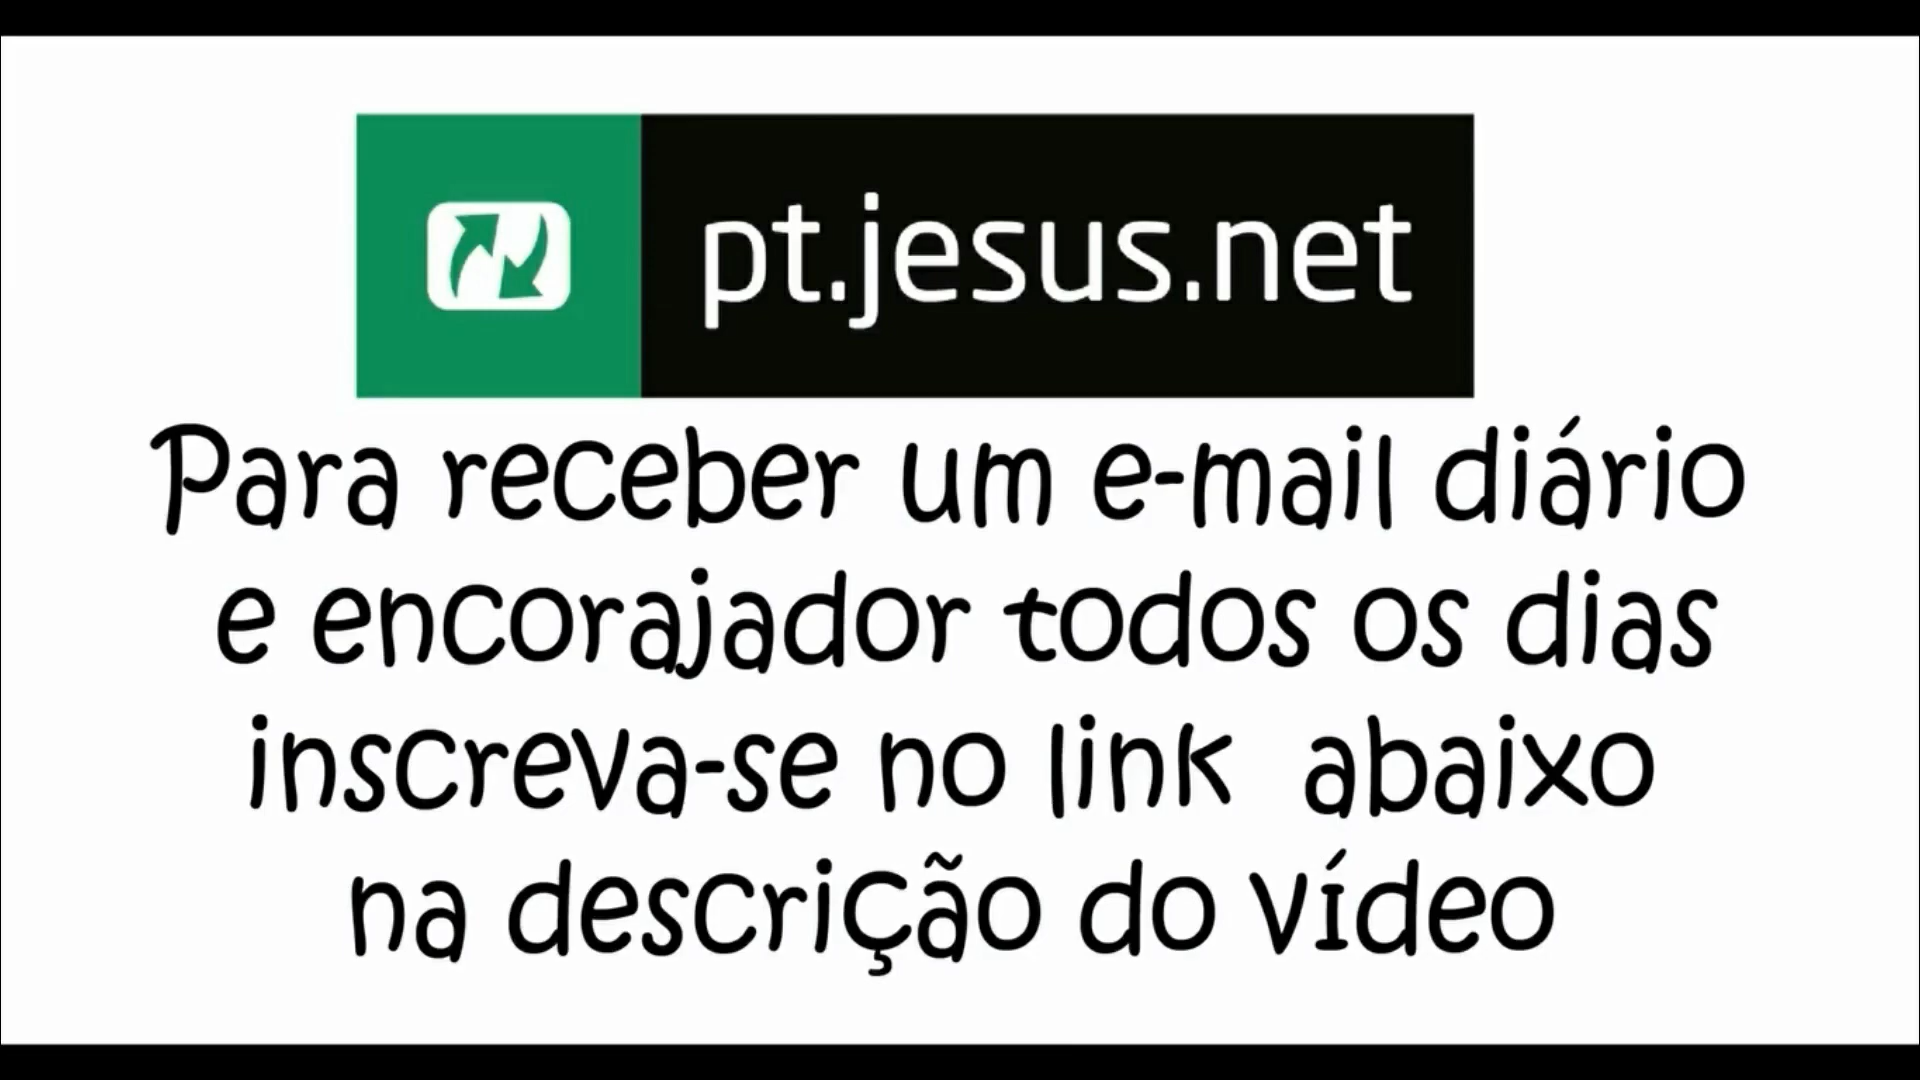 pt.jesus.net
Para receber um e-mail diário
e encorajador todos os dias
inscreva-se no link abaixo
na descrição do vídeo